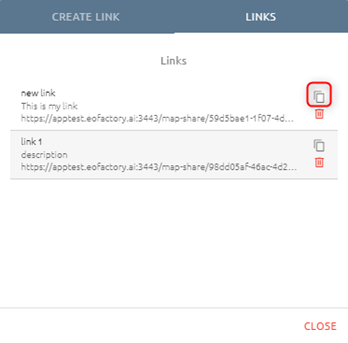 CREATE LINK
LINKS
Links
new link
This is my link
https://apptest.eofactory.ai:3443/map-share/59d5bae1-1f07-4d...
link 1
description
https://apptest.eofactory.ai:3443/map-share/98dd05af-46ac-4d2...
CLOSE